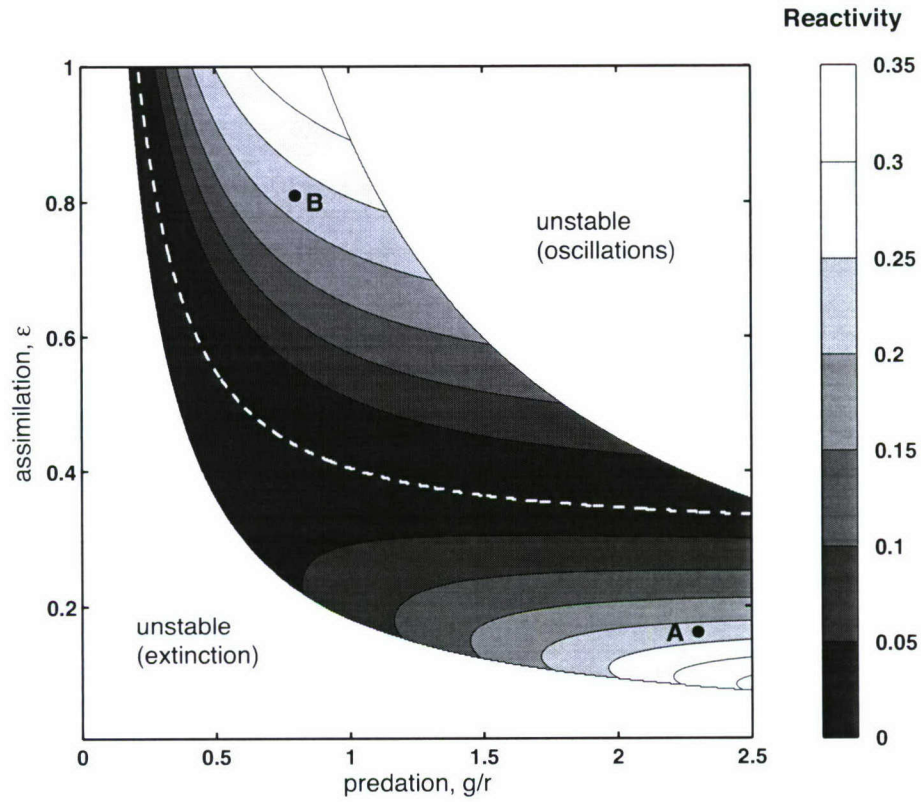 Reactivity
1
0.8
0.6
0.4
0.2
assimilation, ε
B
unstable
(oscillations)
A
unstable
(extinction)
0
0.5
1
1.5
2
2.5
predation, g/r
0.35
0.3
0.25
0.2
0.15
0.1
0.05
0